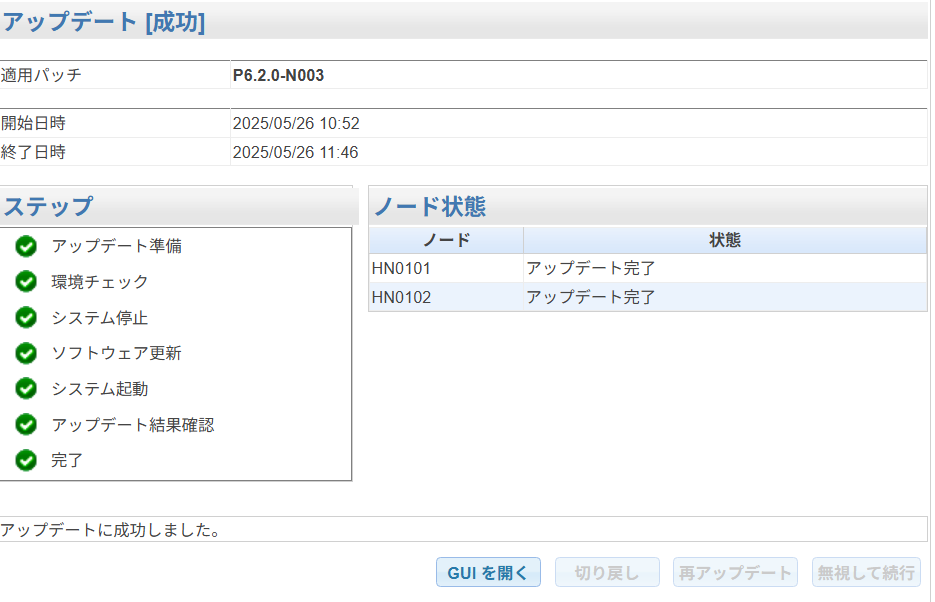 アップデート [成功]
適用パッチ P6.2.0-N003
開始日時 2025/05/26 10:52
終了日時 2025/05/26 11:46
ステップ
アップデート準備
環境チェック
システム停止
ソフトウェア更新
システム起動
アップデート結果確認
完了
ノード状態
ノード 状態
HN0101 アップデート完了
HN0102 アップデート完了
アップデートに成功しました。
GUI を開く 切り戻し 再アップデート 無視して続行